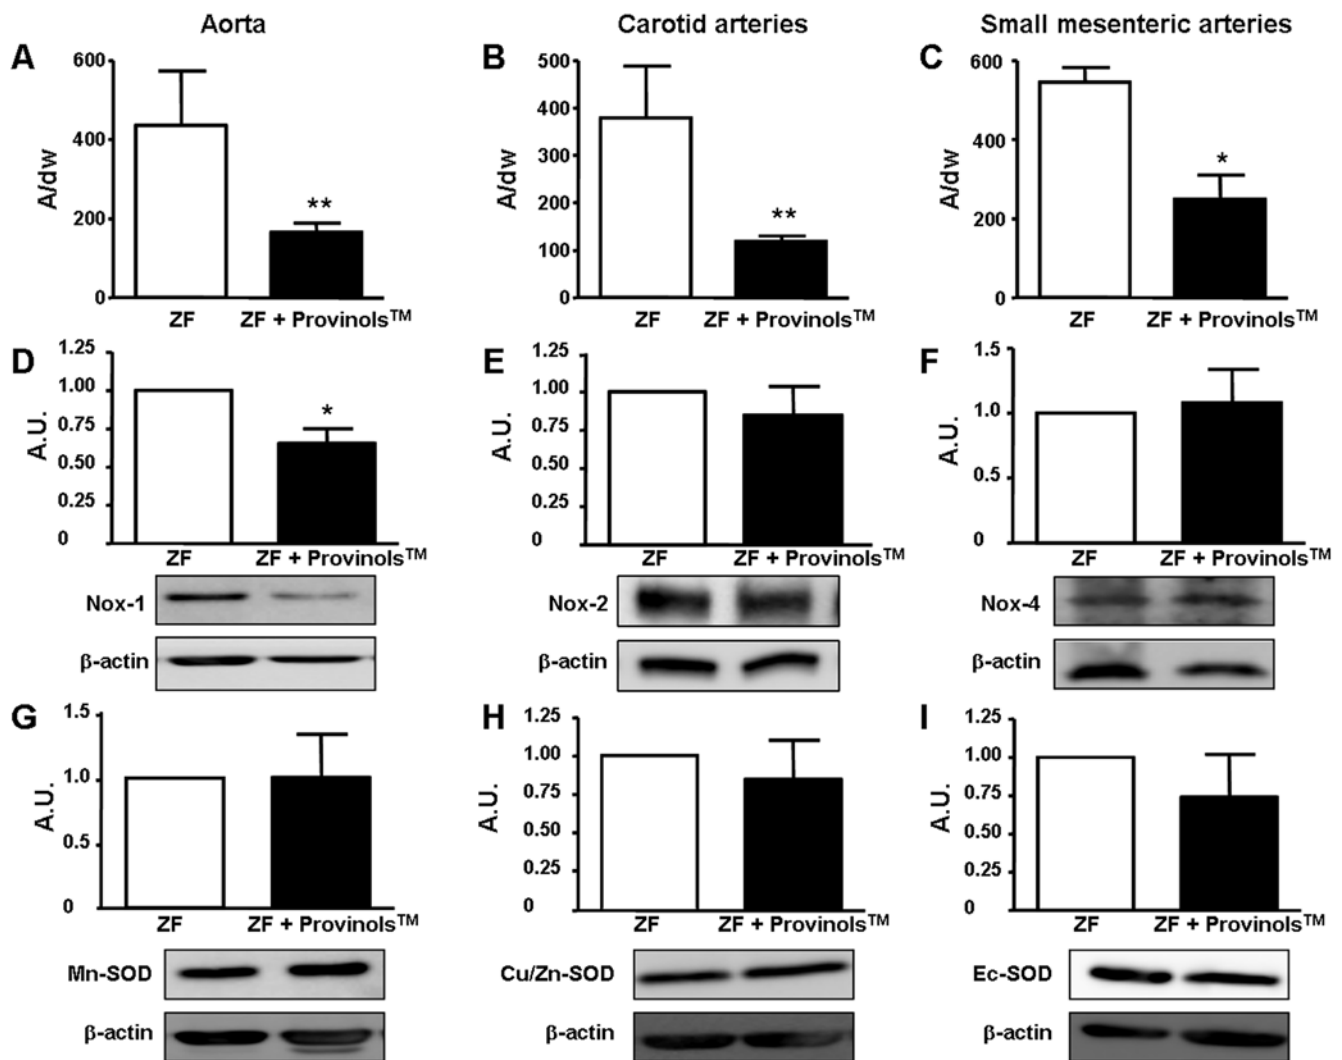 Aorta
Carotid arteries
Small mesenteric arteries
A
A/dw
600
400
200
0
**
ZF
ZF + Provinols™
B
A/dw
500
400
300
200
100
0
**
ZF
ZF + Provinols™
C
A/dw
600
400
200
0
*
ZF
ZF + Provinols™
D
A.U.
1.25
1.00
0.75
0.50
0.25
0
*
ZF
ZF + Provinols™
Nox-1
β-actin
E
A.U.
1.25
1.00
0.75
0.50
0.25
0
ZF
ZF + Provinols™
Nox-2
β-actin
F
A.U.
1.5
1.0
0.5
0
ZF
ZF + Provinols™
Nox-4
β-actin
G
A.U.
1.5
1.0
0.5
0
ZF
ZF + Provinols™
Mn-SOD
β-actin
H
A.U.
1.25
1.00
0.75
0.50
0.25
0
ZF
ZF + Provinols™
Cu/Zn-SOD
β-actin
I
A.U.
1.25
1.00
0.75
0.50
0.25
0
ZF
ZF + Provinols™
Ec-SOD
β-actin